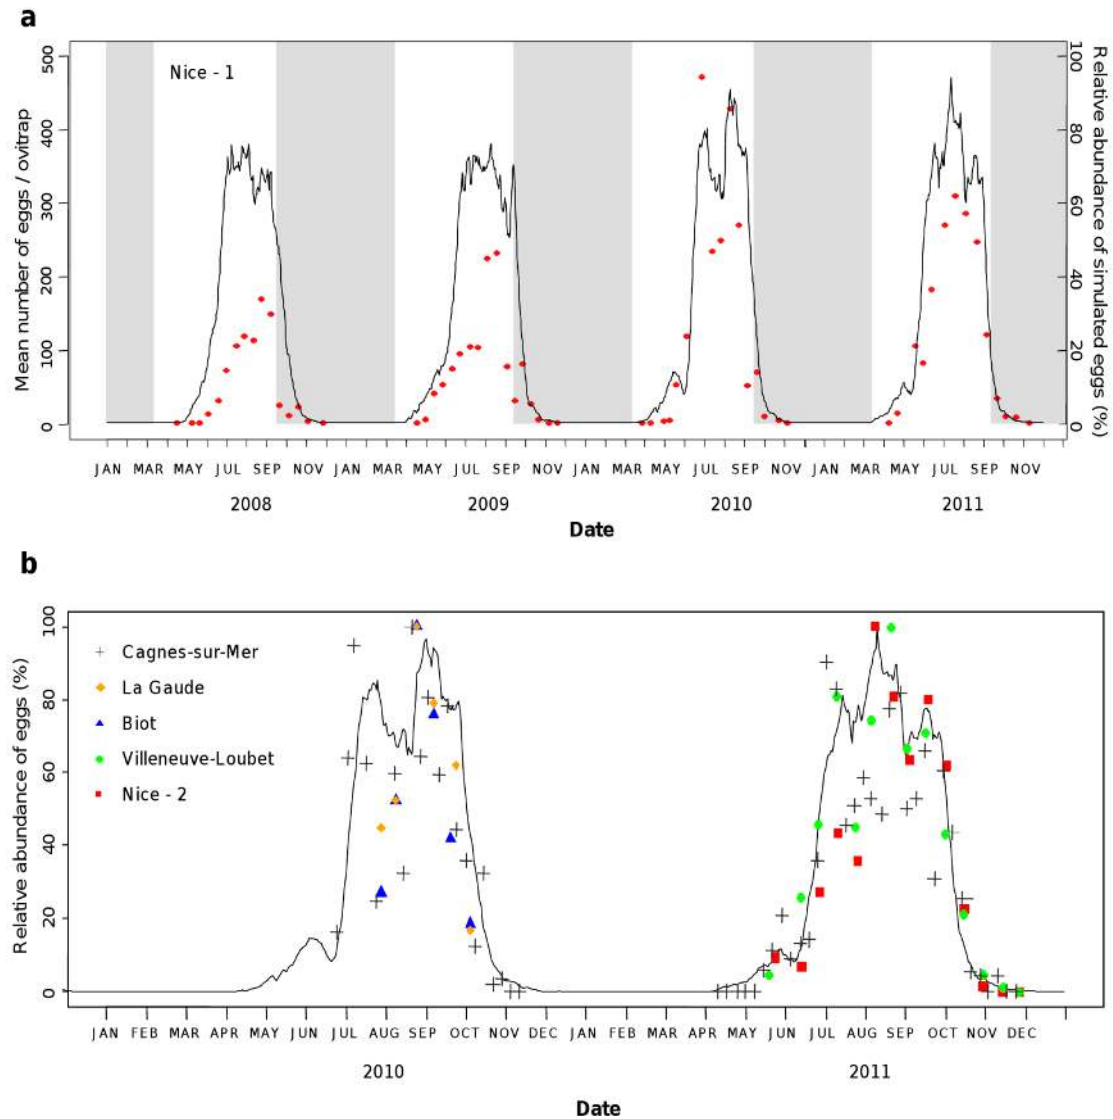 a
Nice - 1
Mean number of eggs / ovitrap
0 100 200 300 400 500
Relative abundance of simulated eggs (%)
0 20 40 60 80 100
JAN MAR MAY JUL SEP NOV JAN MAR MAY JUL SEP NOV JAN MAR MAY JUL SEP NOV JAN MAR MAY JUL SEP NOV
2008 2009 2010 2011
Date
b
Relative abundance of eggs (%)
0 20 40 60 80 100
Cagnes-sur-Mer
La Gaude
Biot
Villeneuve-Loubet
Nice - 2
JAN FEB MAR APR MAY JUN JUL AUG SEP OCT NOV DEC JAN FEB MAR APR MAY JUN JUL AUG SEP OCT NOV DEC
2010 2011
Date